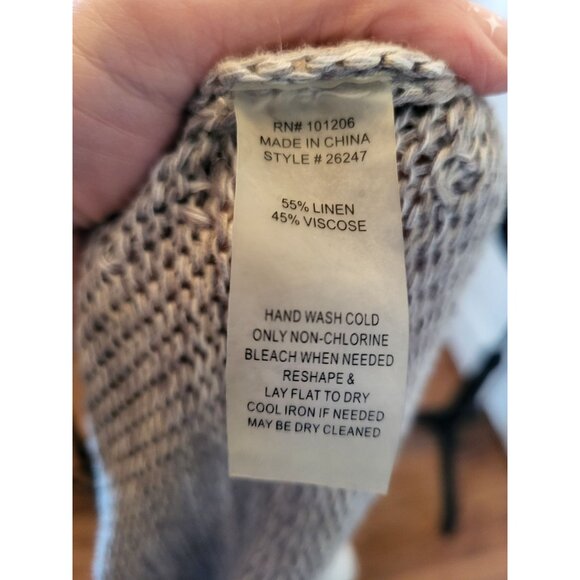 RN# 101206
MADE IN CHINA
STYLE # 26247
55% LINEN
45% VISCOSE
HAND WASH COLD
ONLY NON-CHLORINE
BLEACH WHEN NEEDED
RESHAPE &
LAY FLAT TO DRY
COOL IRON IF NEEDED
MAY BE DRY CLEANED